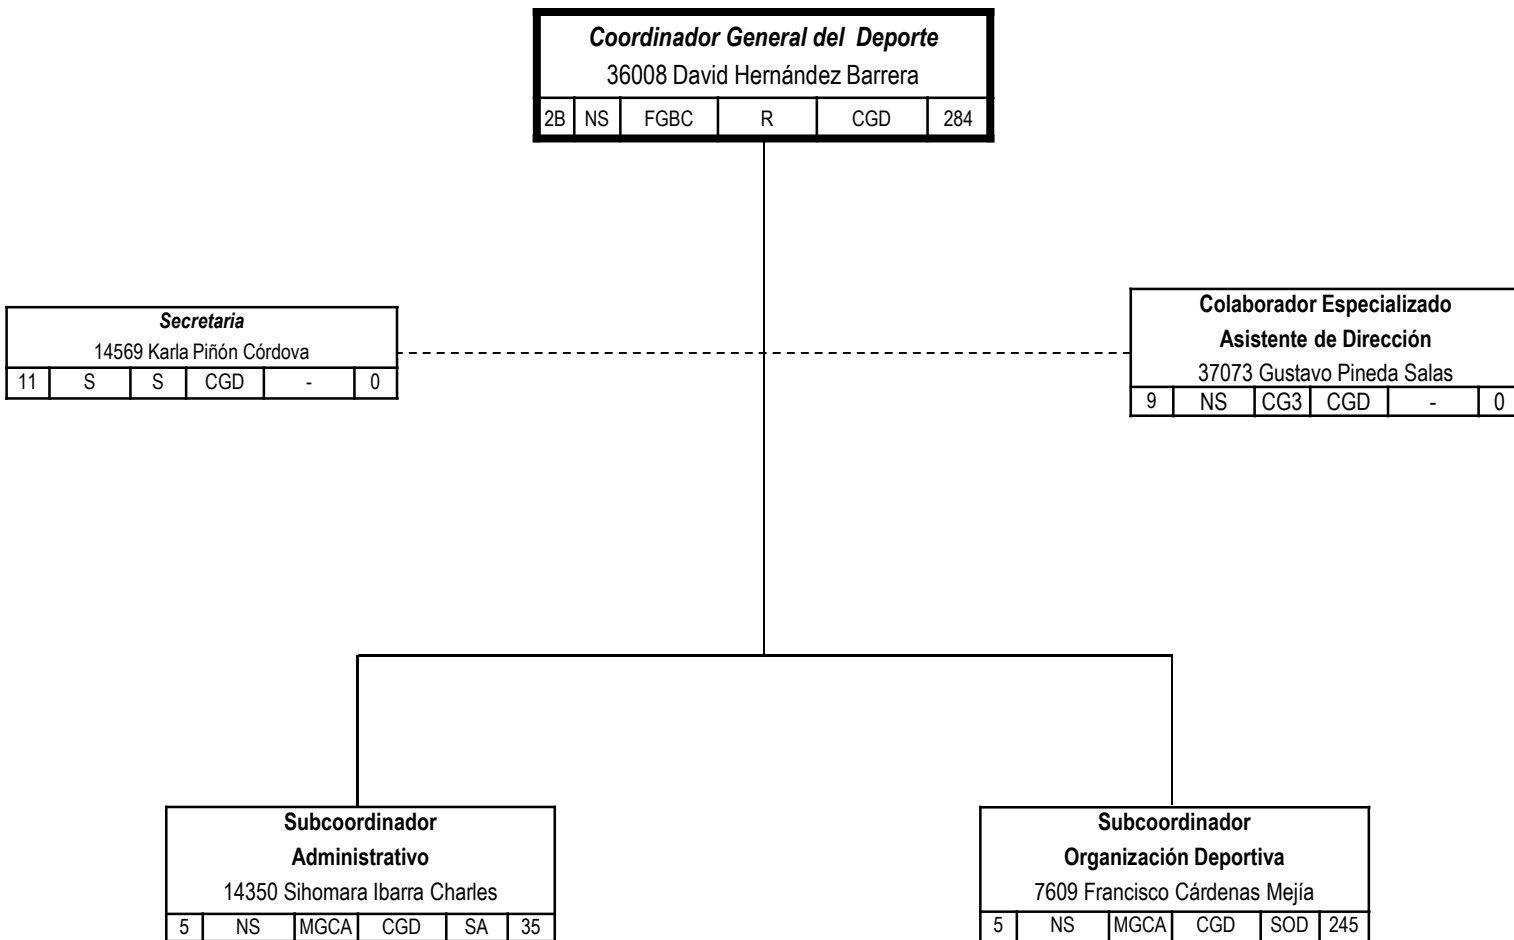 Coordinador General del Deporte
36008 David Hernández Barrera
2B NS FGBC R CGD 284
Secretaria
14569 Karla Piñón Córdova
11 S S CGD - 0
Colaborador Especializado
Asistente de Dirección
37073 Gustavo Pineda Salas
9 NS CG3 CGD - 0
Subcoordinador
Administrativo
14350 Sihomara Ibarra Charles
5 NS MGCA CGD SA 35
Subcoordinador
Organización Deportiva
7609 Francisco Cárdenas Mejía
5 NS MGCA CGD SOD 245